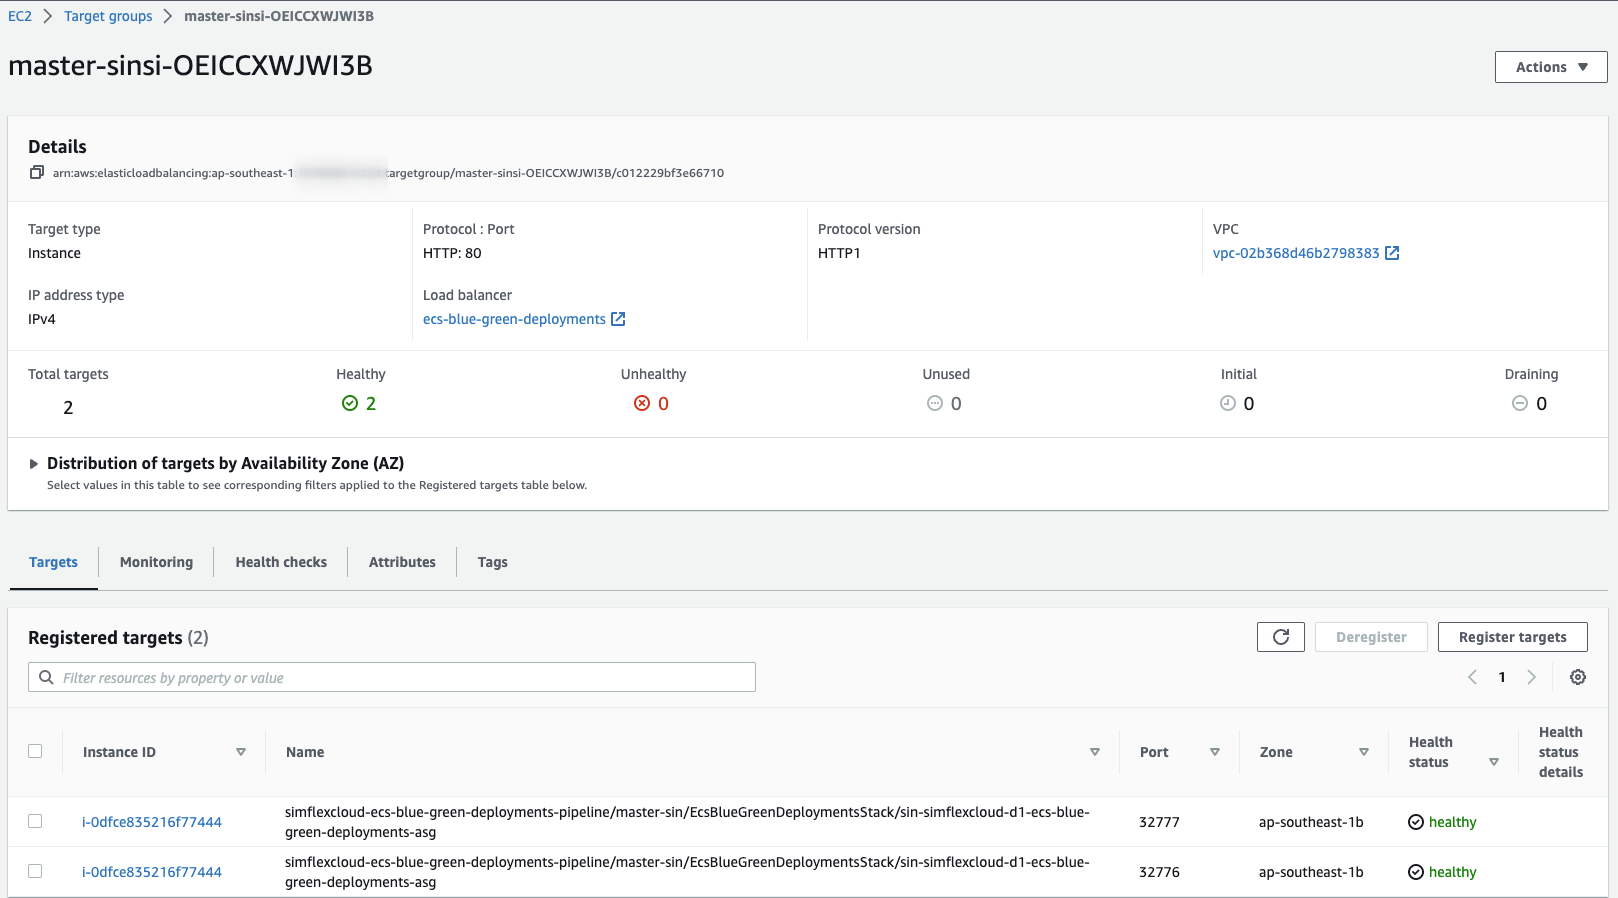 EC2 > Target groups > master-sinsi-OEICCXWJWI3B
master-sinsi-OEICCXWJWI3B
Actions
Details
arn:aws:elasticloadbalancing:ap-southeast-1: targetgroup/master-sinsi-OEICCXWJWI3B/c012229bf3e66710
Target type
Instance
Protocol : Port
HTTP: 80
Protocol version
HTTP1
VPC
vpc-02b368d46b2798383
IP address type
IPv4
Load balancer
ecs-blue-green-deployments
Total targets
2
Healthy
2
Unhealthy
0
Unused
0
Initial
0
Draining
0
Distribution of targets by Availability Zone (AZ)
Select values in this table to see corresponding filters applied to the Registered targets table below.
Targets Monitoring Health checks Attributes Tags
Registered targets (2)
Deregister
Register targets
Filter resources by property or value
1
Instance ID
Name
Port
Zone
Health
status
Health
status
details
i-0dfce835216f77444
simflexcloud-ecs-blue-green-deployments-pipeline/master-sin/EcsBlueGreenDeploymentsStack/sin-simflexcloud-d1-ecs-blue-
green-deployments-asg
32777
ap-southeast-1b
healthy
i-0dfce835216f77444
simflexcloud-ecs-blue-green-deployments-pipeline/master-sin/EcsBlueGreenDeploymentsStack/sin-simflexcloud-d1-ecs-blue-
green-deployments-asg
32776
ap-southeast-1b
healthy